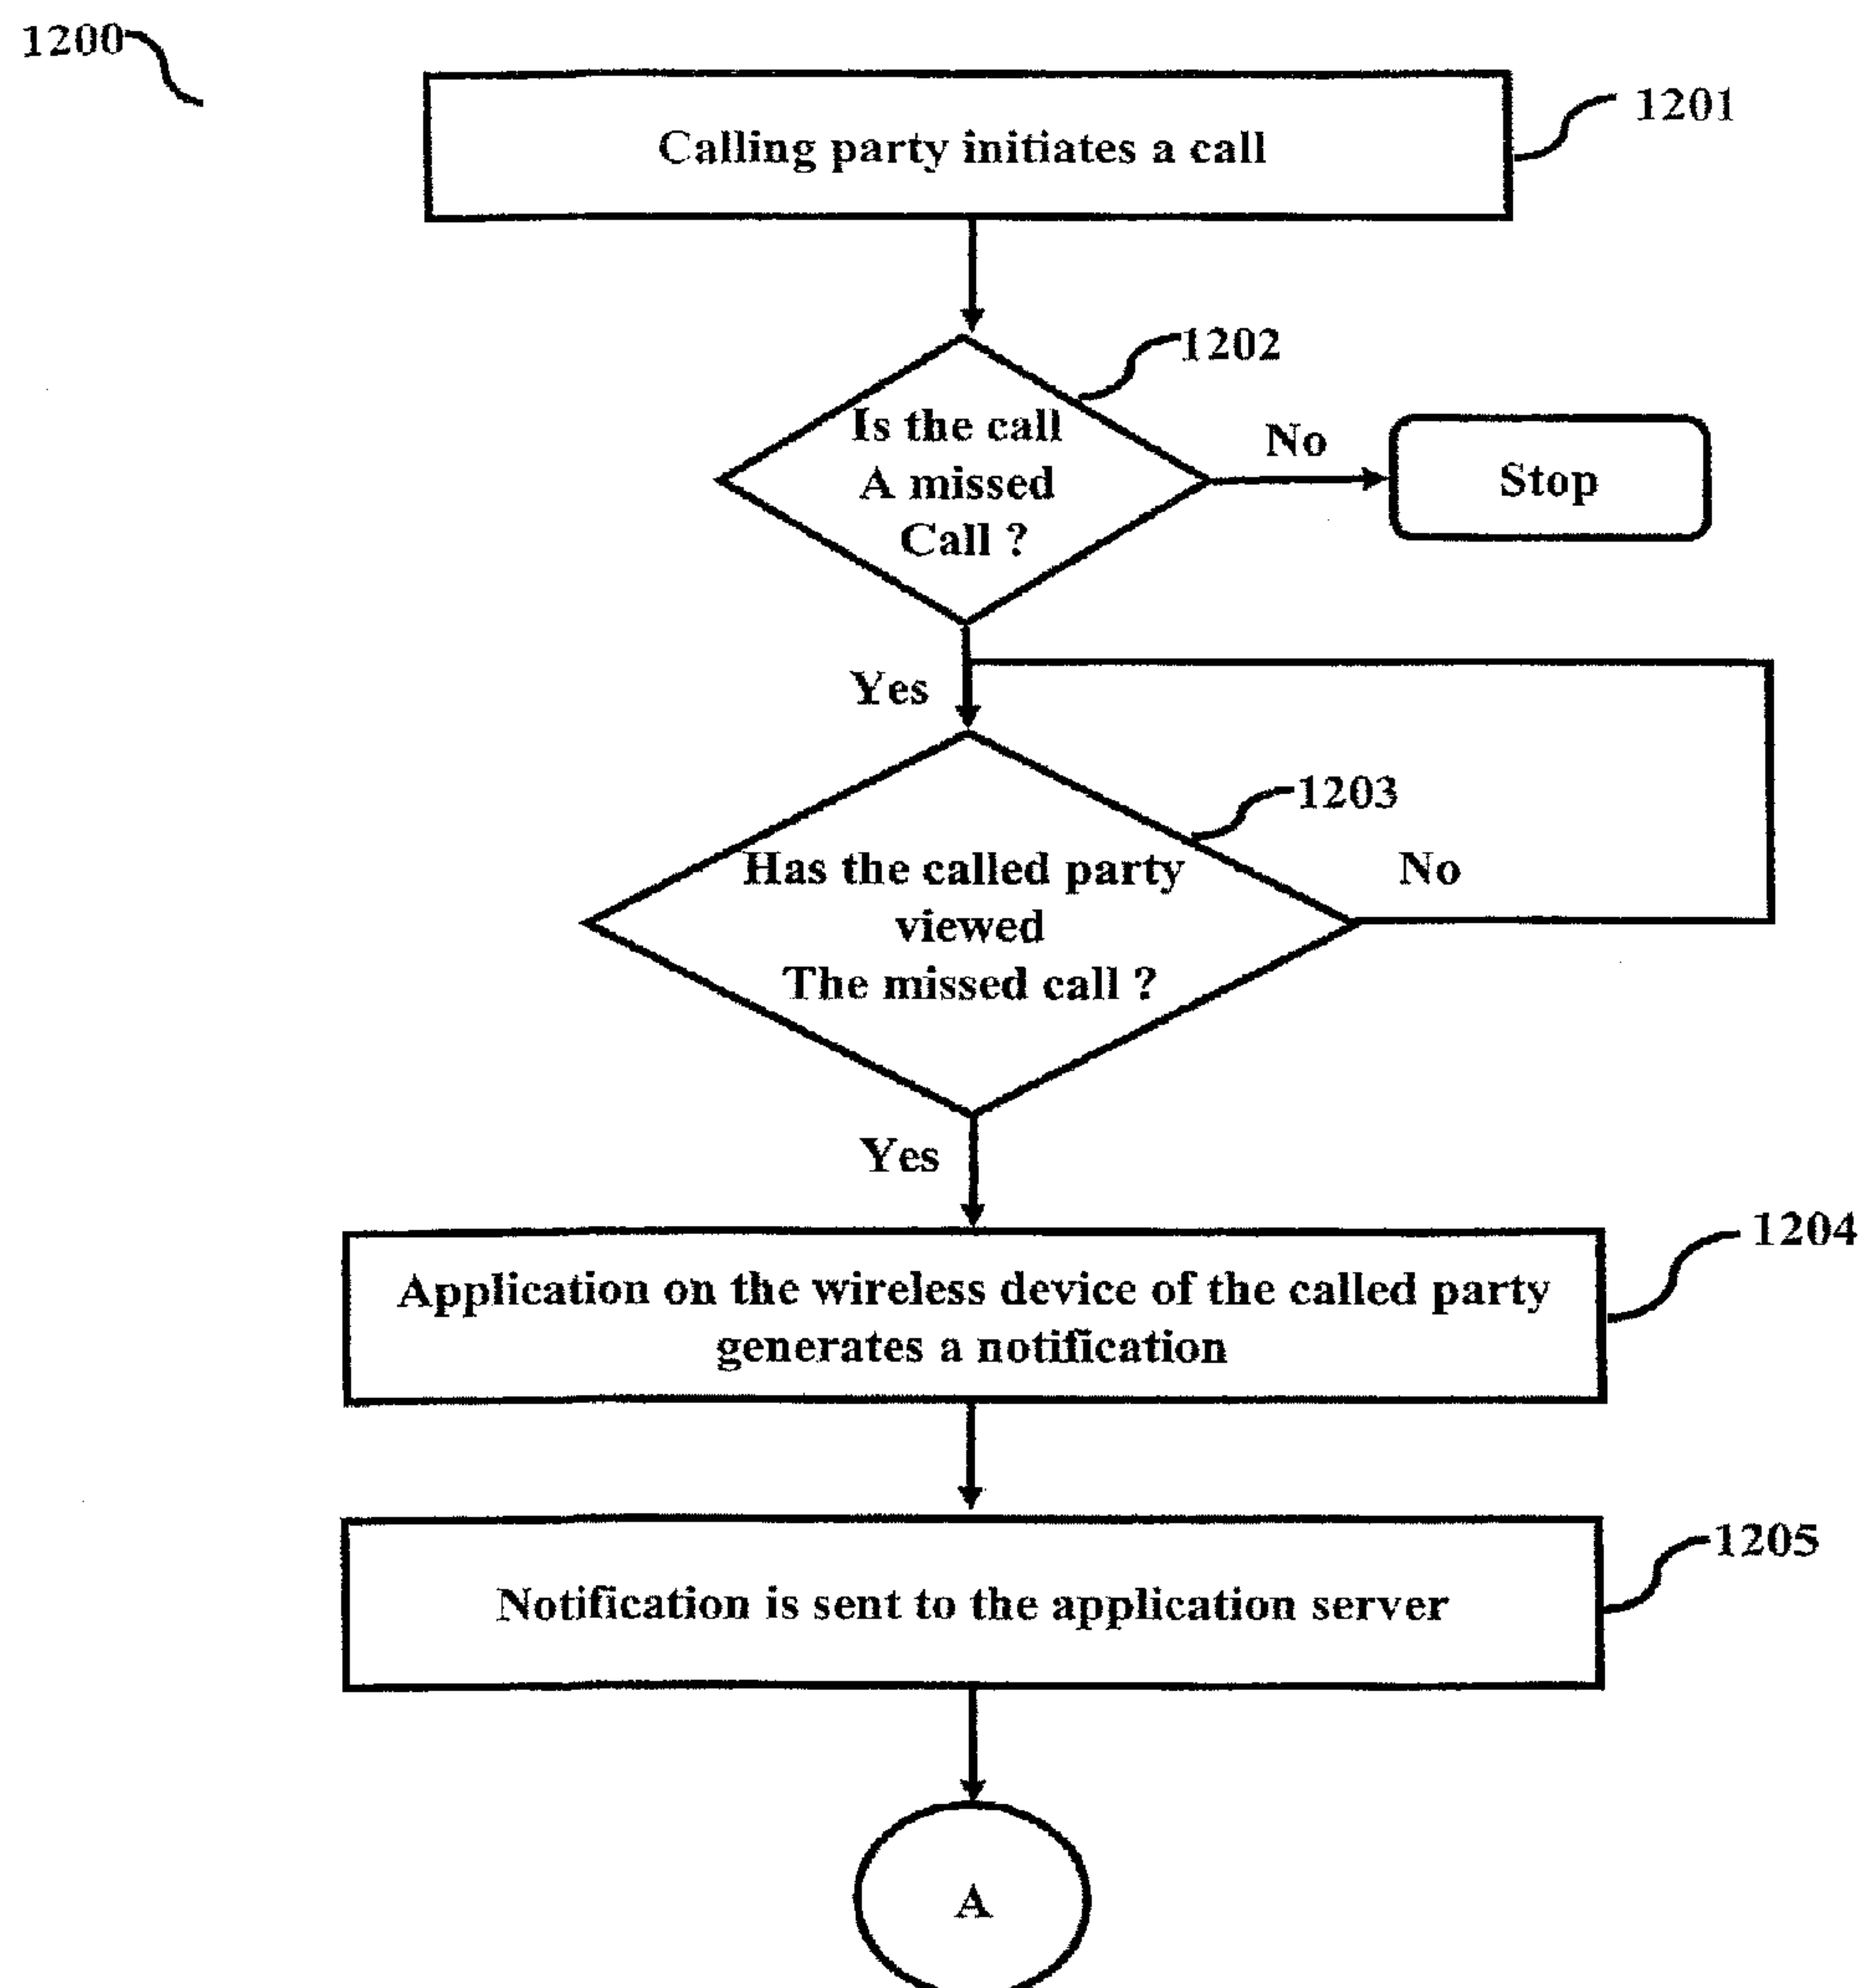 1200
1201
Calling party initiates a call
1202
Is the call
A missed
Call ?
No
Stop
Yes
1203
Has the called party
viewed
The missed call ?
No
Yes
1204
Application on the wireless device of the called party
generates a notification
1205
Notification is sent to the application server
A